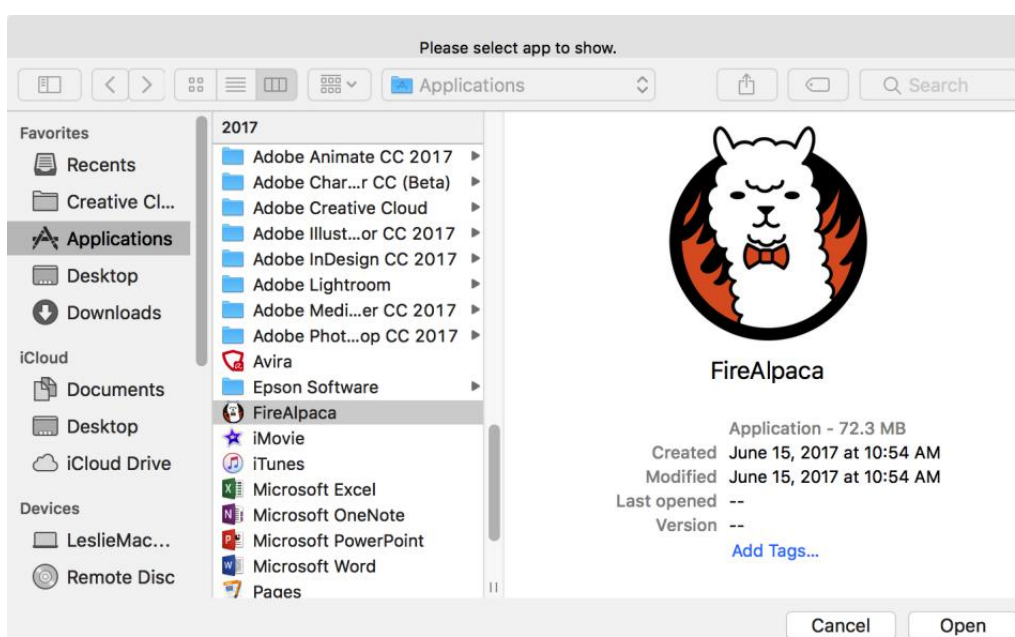 Please select app to show.
Applications
Search
Favorites
Recents
Creative Cl...
Applications
Desktop
Downloads
iCloud
Documents
Desktop
iCloud Drive
Devices
LeslieMac...
Remote Disc
2017
Adobe Animate CC 2017
Adobe Char...r CC (Beta)
Adobe Creative Cloud
Adobe Illust...or CC 2017
Adobe InDesign CC 2017
Adobe Lightroom
Adobe Medi...er CC 2017
Adobe Phot...op CC 2017
Avira
Epson Software
FireAlpaca
iMovie
iTunes
Microsoft Excel
Microsoft OneNote
Microsoft PowerPoint
Microsoft Word
Pages
FireAlpaca
Application - 72.3 MB
Created June 15, 2017 at 10:54 AM
Modified June 15, 2017 at 10:54 AM
Last opened --
Version --
Add Tags...
Cancel
Open